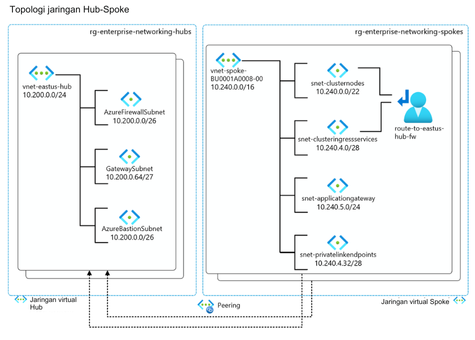 Topologi jaringan Hub-Spoke
rg-enterprise-networking-hubs
vnet-eastus-hub
10.200.0.0/24
AzureFirewallSubnet
10.200.0.0/26
GatewaySubnet
10.200.0.64/27
AzureBastionSubnet
10.200.0.0/26
Jaringan virtual
Hub
rg-enterprise-networking-spokes
vnet-spoke-
BU0001A0008-00
10.240.0.0/16
snet-clusternodes
10.240.0.0/22
snet-clusteringressservices
10.240.4.0/28
snet-applicationgateway
10.240.5.0/24
snet-privatelinkendpoints
10.240.4.32/28
route-to-eastus-
hub-fw
Peering
Jaringan virtual Spoke